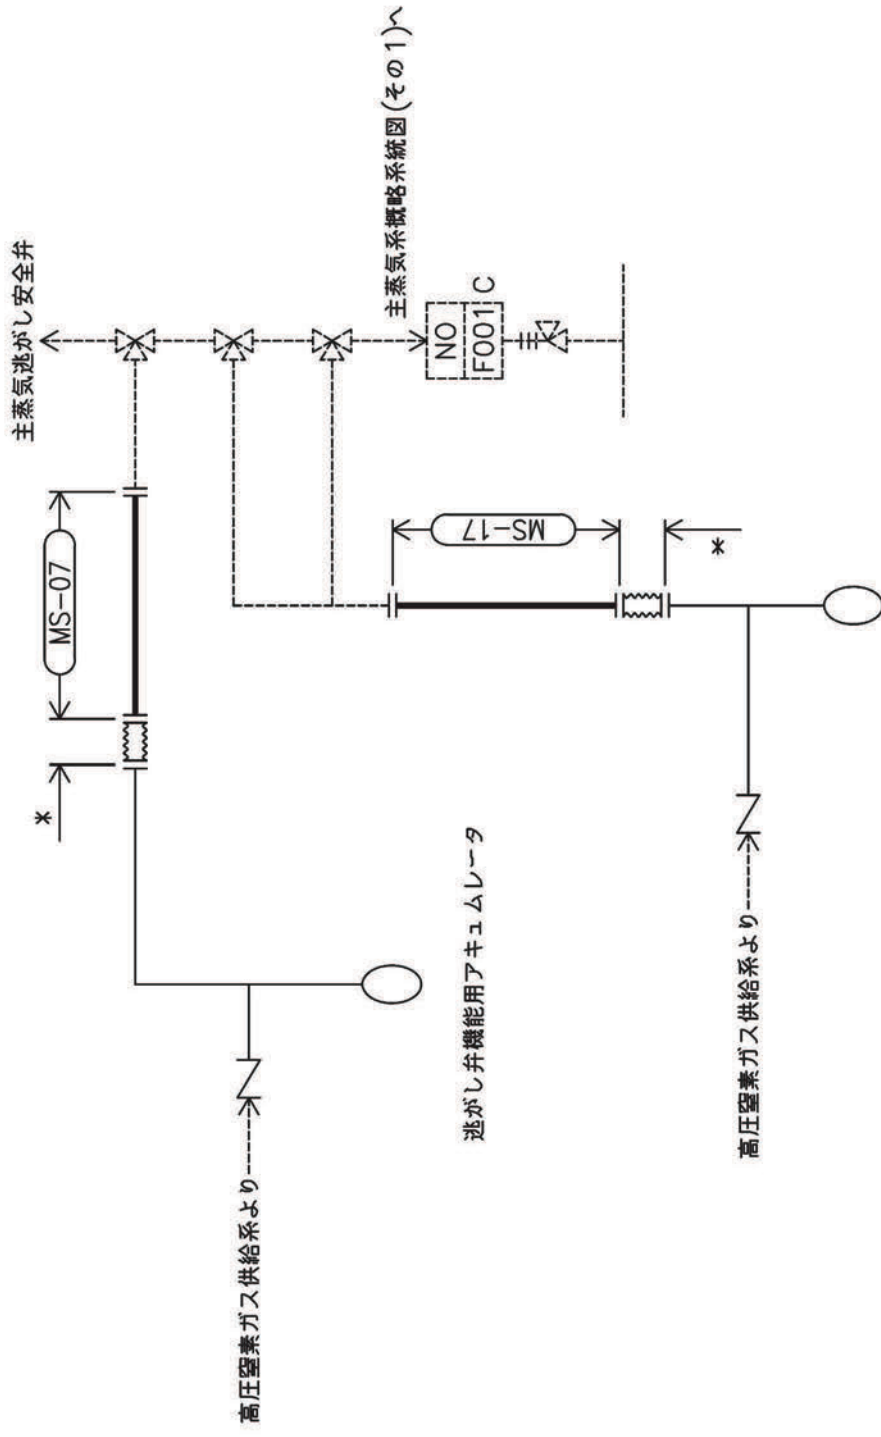 主蒸気逃がし安全弁
MS-07
*
主蒸気系概略系統図(その1)へ
NO
F001 C
MS-17
*
高圧窒素ガス供給系より
逃がし弁機能用アキュムレータ
高圧窒素ガス供給系より